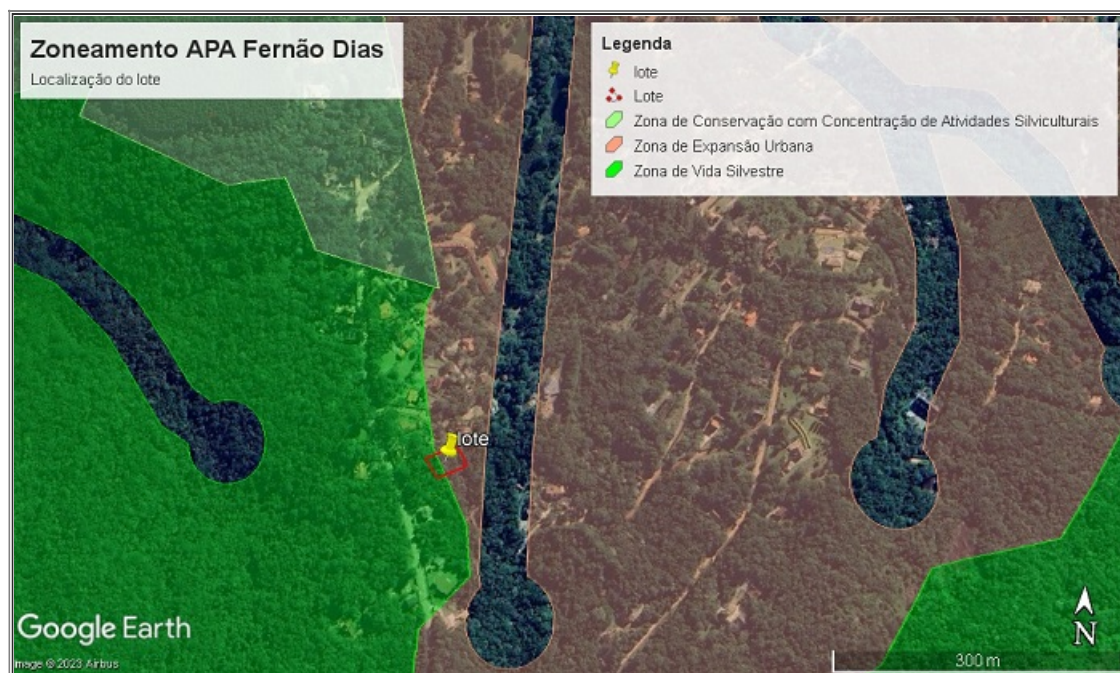 Zoneamento APA Fernão Dias
Localização do lote
Legenda
lote
Lote
Zona de Conservação com Concentração de Atividades Silviculturais
Zona de Expansão Urbana
Zona de Vida Silvestre
lote
Google Earth
Image © 2023 Airbus
N
300 m